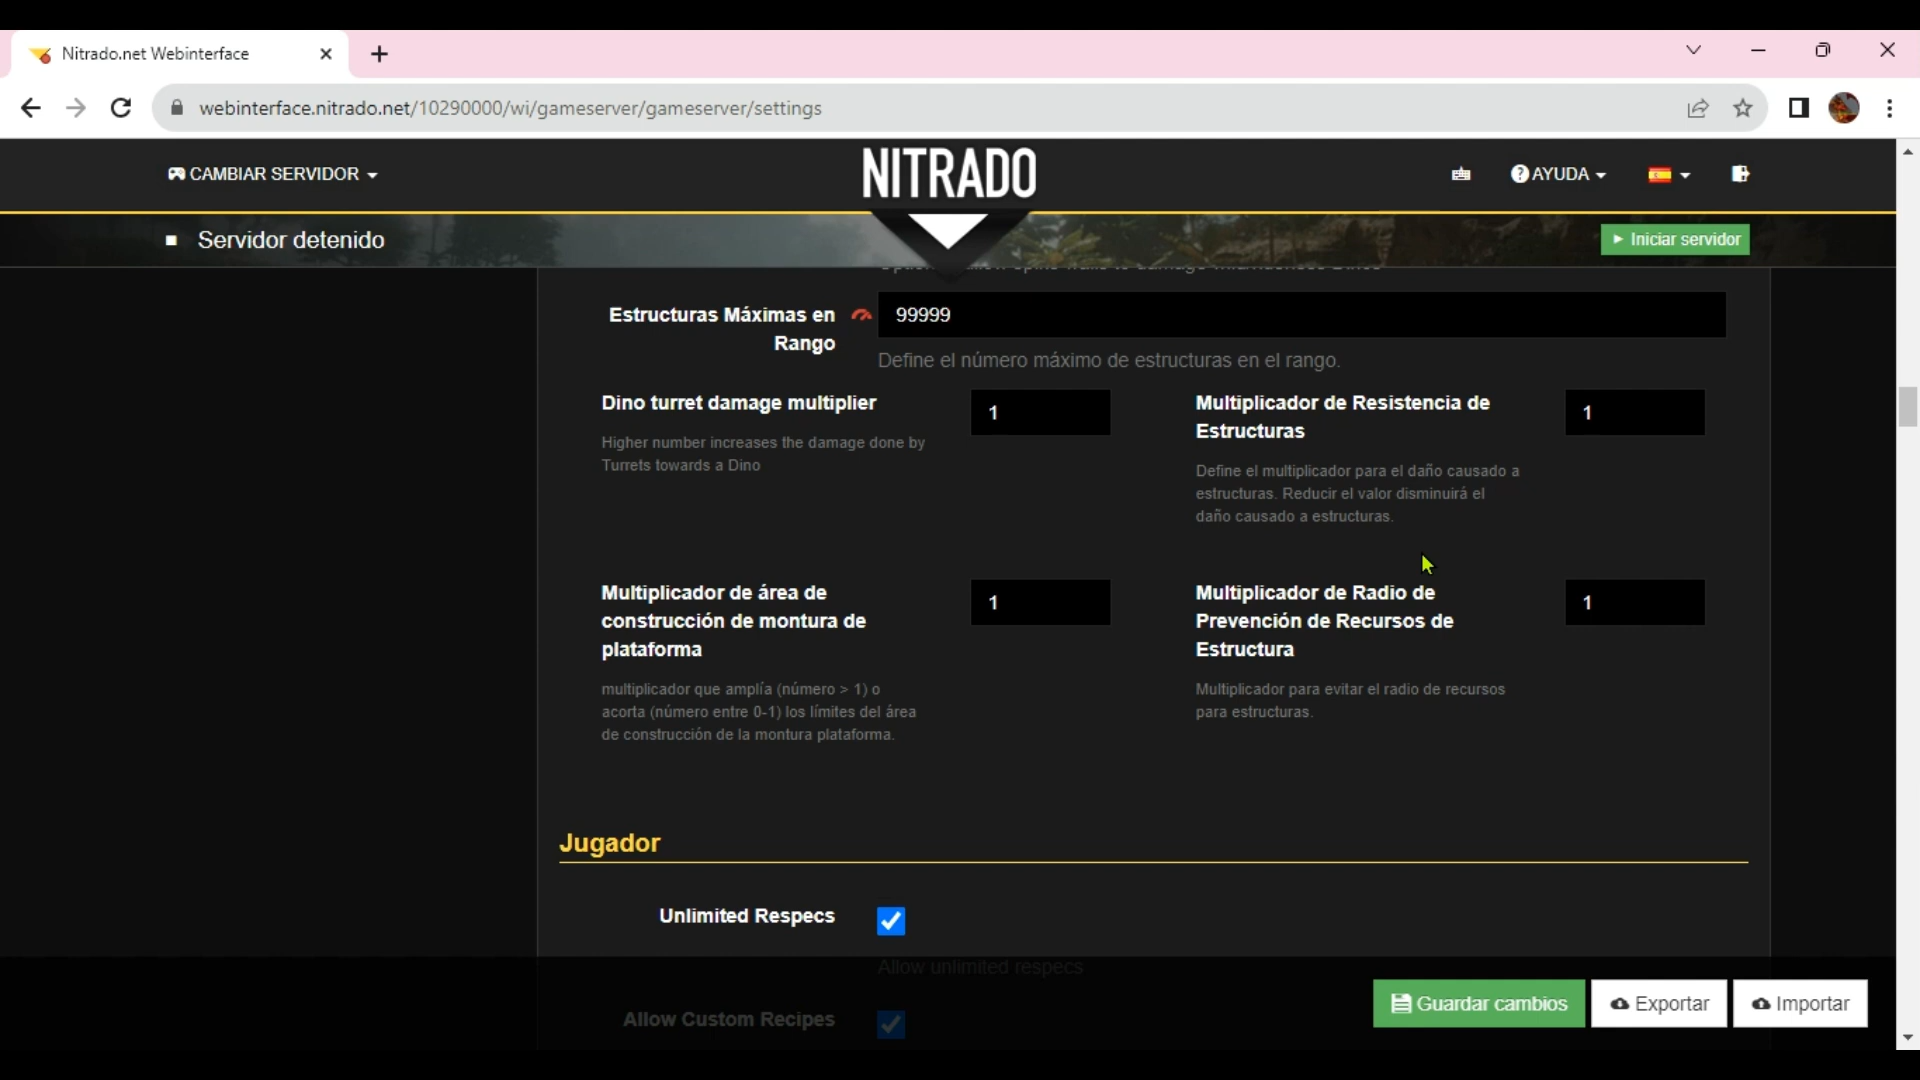 Nitrado.net Webinterface
webinterface.nitrado.net/10290000/wi/gameserver/gameserver/settings
CAMBIAR SERVIDOR
NITRADO
AYUDA
Servidor detenido
Iniciar servidor
Estructuras Máximas en
Rango
99999
Define el número máximo de estructuras en el rango.
Dino turret damage multiplier
1
Higher number increases the damage done by
Turrets towards a Dino
Multiplicador de Resistencia de
Estructuras
1
Define el multiplicador para el daño causado a
estructuras. Reducir el valor disminuirá el
daño causado a estructuras.
Multiplicador de área de
construcción de montura de
plataforma
1
multiplicador que amplía (número > 1) o
acorta (número entre 0-1) los límites del área
de construcción de la montura plataforma.
Multiplicador de Radio de
Prevención de Recursos de
Estructura
1
Multiplicador para evitar el radio de recursos
para estructuras.
Jugador
Unlimited Respecs
Allow unlimited respecs
Allow Custom Recipes
Guardar cambios
Exportar
Importar